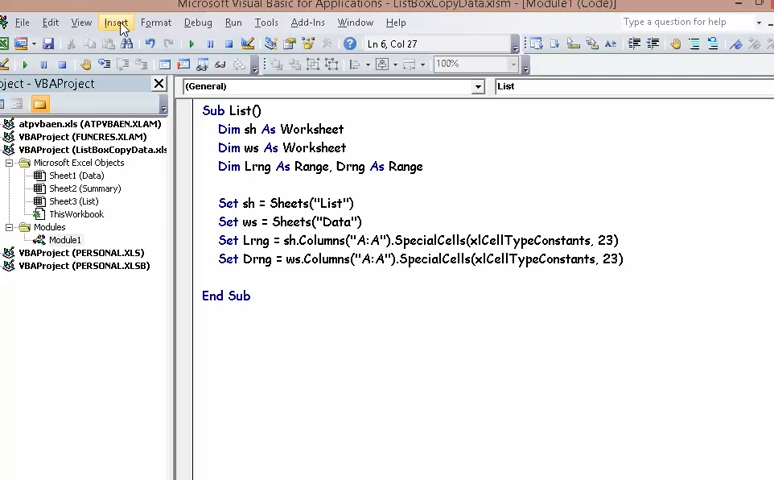 Microsoft Visual Basic for Applications - ListBoxCopyData.xlsm - [Module1 (Code)]
File Edit View Insert Format Debug Run Tools Add-Ins Window Help
Type a question for help
Ln 6, Col 27
100%
oject - VBAProject
(General) List
atpvbaen.xls (ATPVBAEN.XLAM)
VBAProject (FUNCRES.XLAM)
VBAProject (ListBoxCopyData.xls
Microsoft Excel Objects
Sheet1 (Data)
Sheet2 (Summary)
Sheet3 (List)
ThisWorkbook
Modules
Module1
VBAProject (PERSONAL.XLS)
VBAProject (PERSONAL.XLSB)
Sub List()
Dim sh As Worksheet
Dim ws As Worksheet
Dim Lrng As Range, Drng As Range
Set sh = Sheets("List")
Set ws = Sheets("Data")
Set Lrng = sh.Columns("A:A").SpecialCells(xlCellTypeConstants, 23)
Set Drng = ws.Columns("A:A").SpecialCells(xlCellTypeConstants, 23)
End Sub